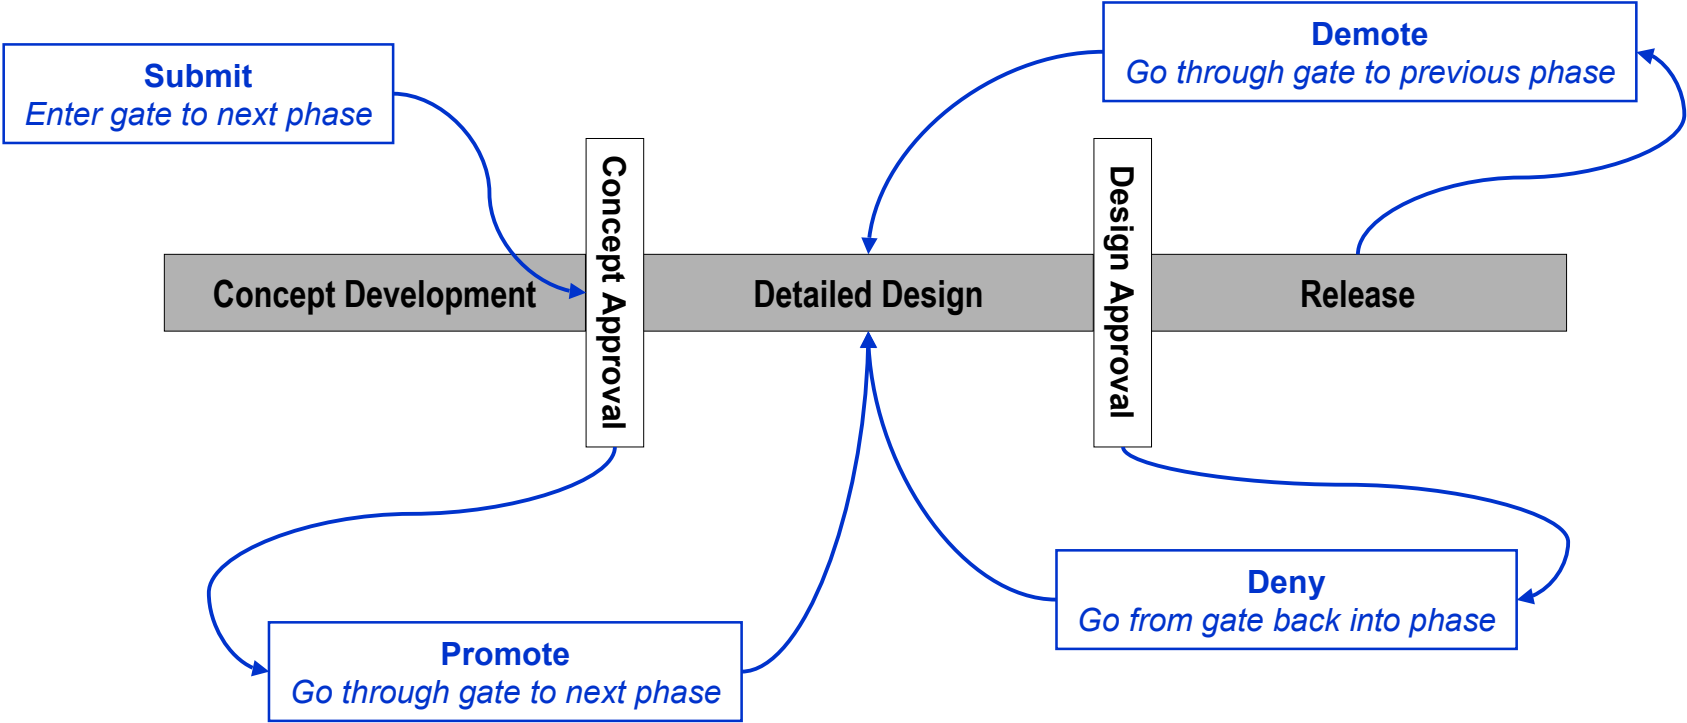 Submit
Enter gate to next phase
Demote
Go through gate to previous phase
Concept Development
Concept Approval
Detailed Design
Design Approval
Release
Promote
Go through gate to next phase
Deny
Go from gate back into phase